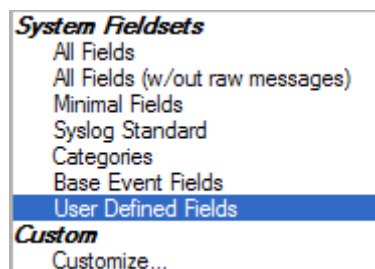 System Fieldsets
All Fields
All Fields (w/out raw messages)
Minimal Fields
Syslog Standard
Categories
Base Event Fields
User Defined Fields
Custom
Customize...